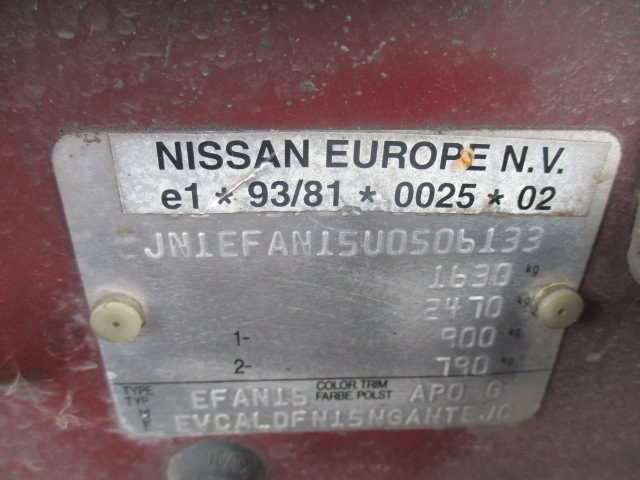 NISSAN EUROPE N.V.
e1 * 93/81 * 0025 * 02
JN1EFAN15U0506133
1630 kg
2470 kg
1- 900 kg
2- 790 kg
TYPE TYP EFAN15 COLOR, TRIM FARBE, POLST AP0 G
EVCALDFN15NGANTEJC